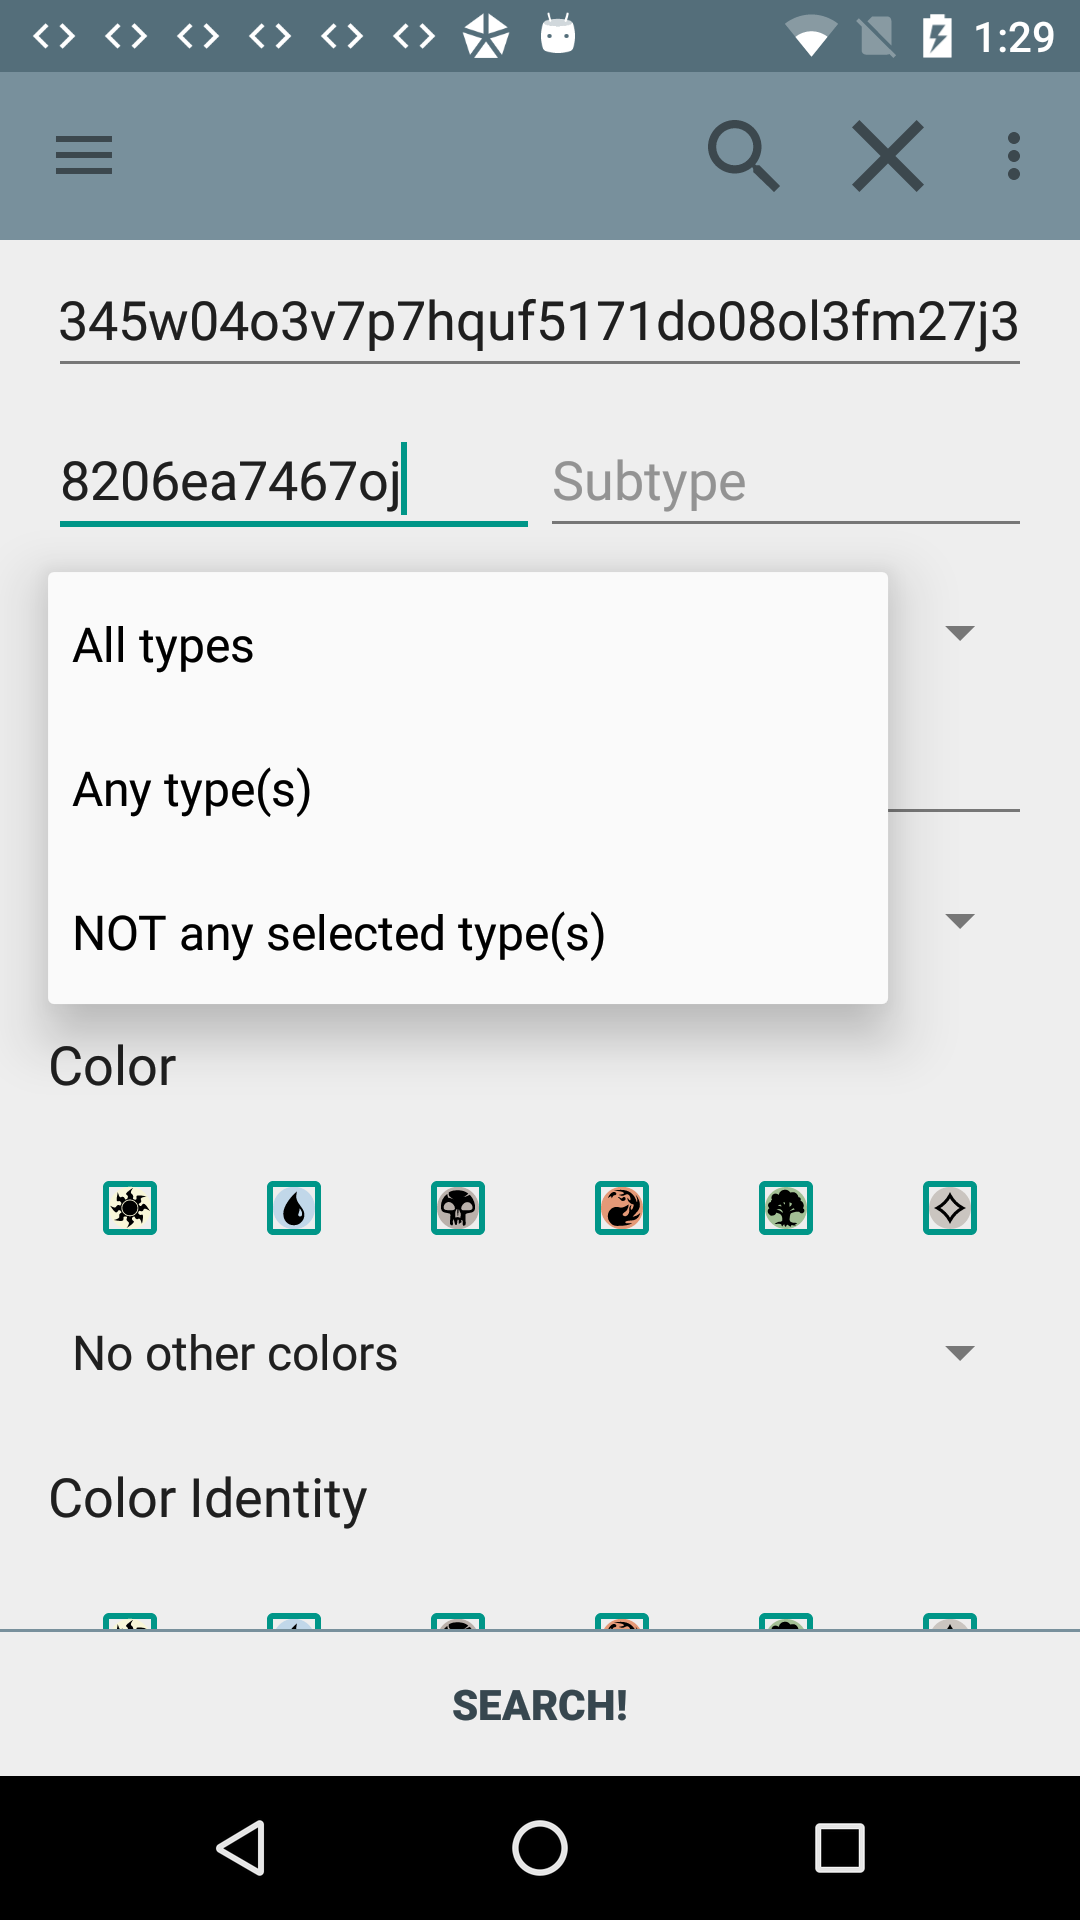 1:29
345w04o3v7p7hquf5171do08ol3fm27j3
8206ea7467oj Subtype
All types
Any type(s)
NOT any selected type(s)
Color
No other colors
Color Identity
SEARCH!